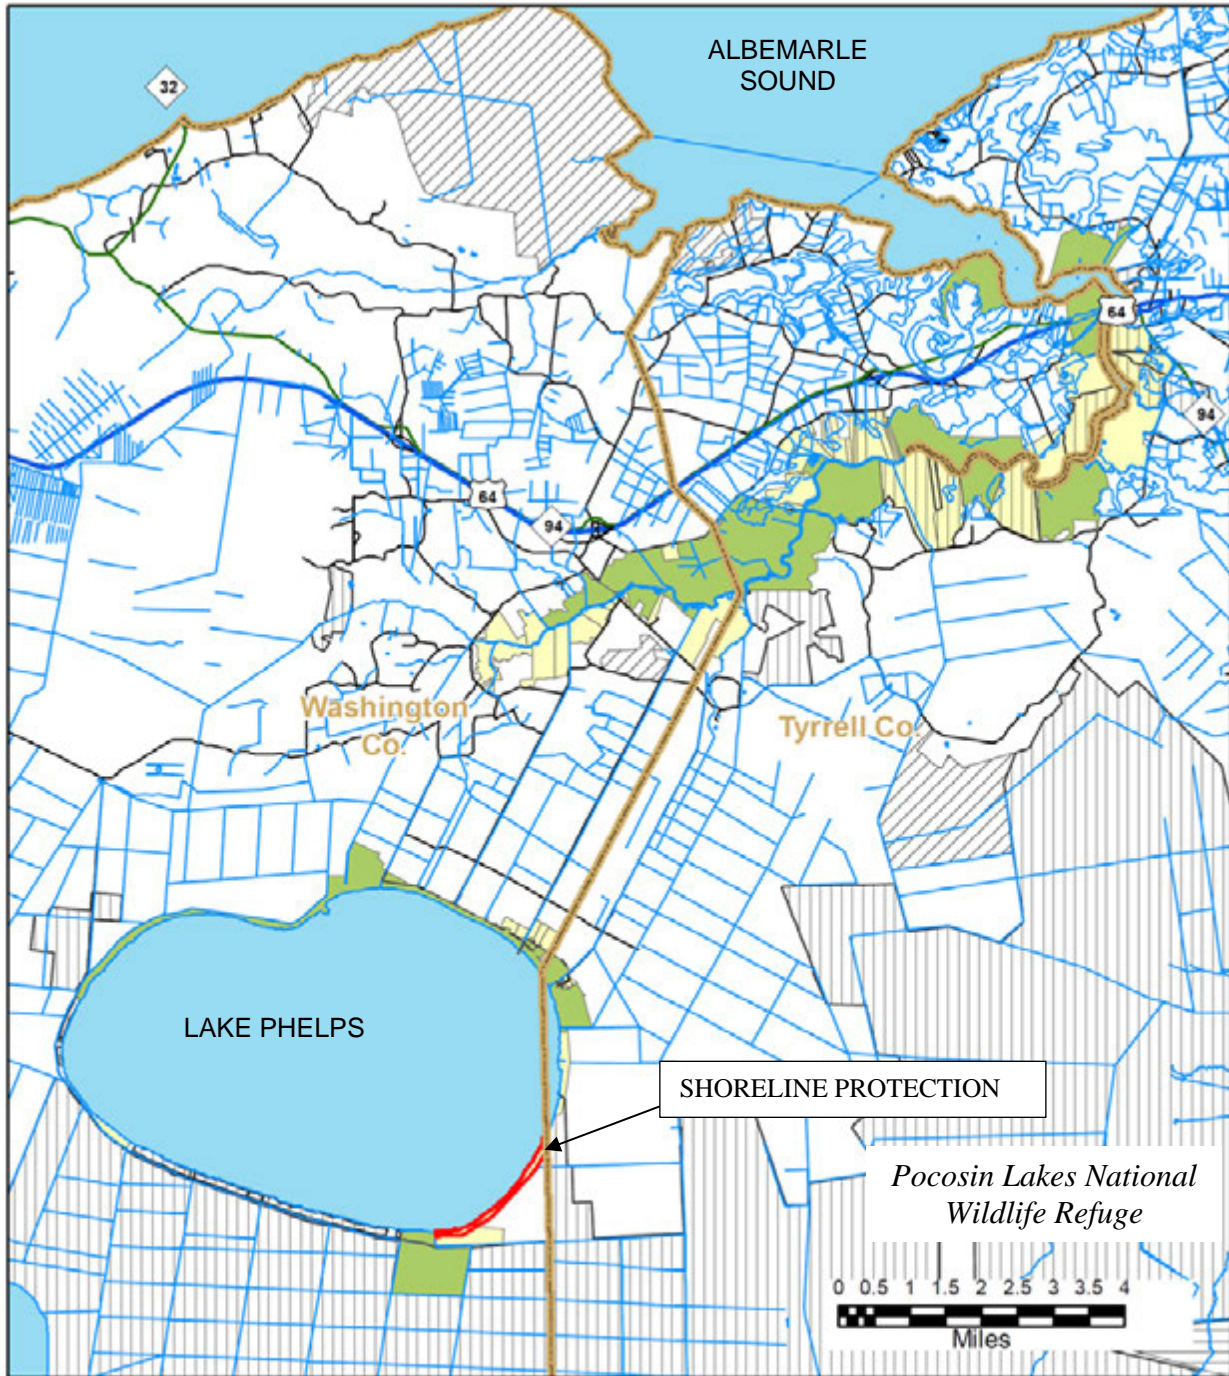 ALBEMARLE
SOUND
32
64
94
64
94
Washington
Co.
Tyrrell Co.
LAKE PHELPS
SHORELINE PROTECTION
Pocosin Lakes National
Wildlife Refuge
0 0.5 1 1.5 2 2.5 3 3.5 4
Miles